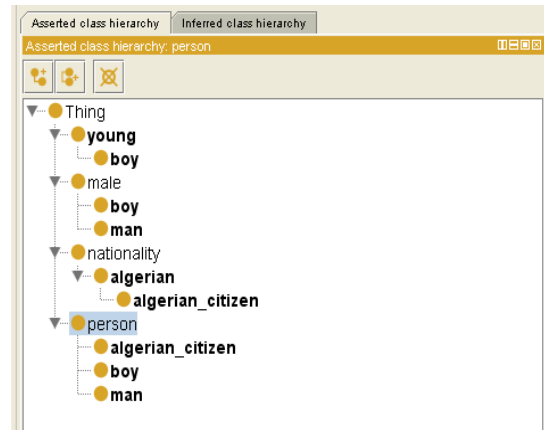 Asserted class hierarchy Inferred class hierarchy
Asserted class hierarchy: person
Thing
young
boy
male
boy
man
nationality
algerian
algerian_citizen
person
algerian_citizen
boy
man